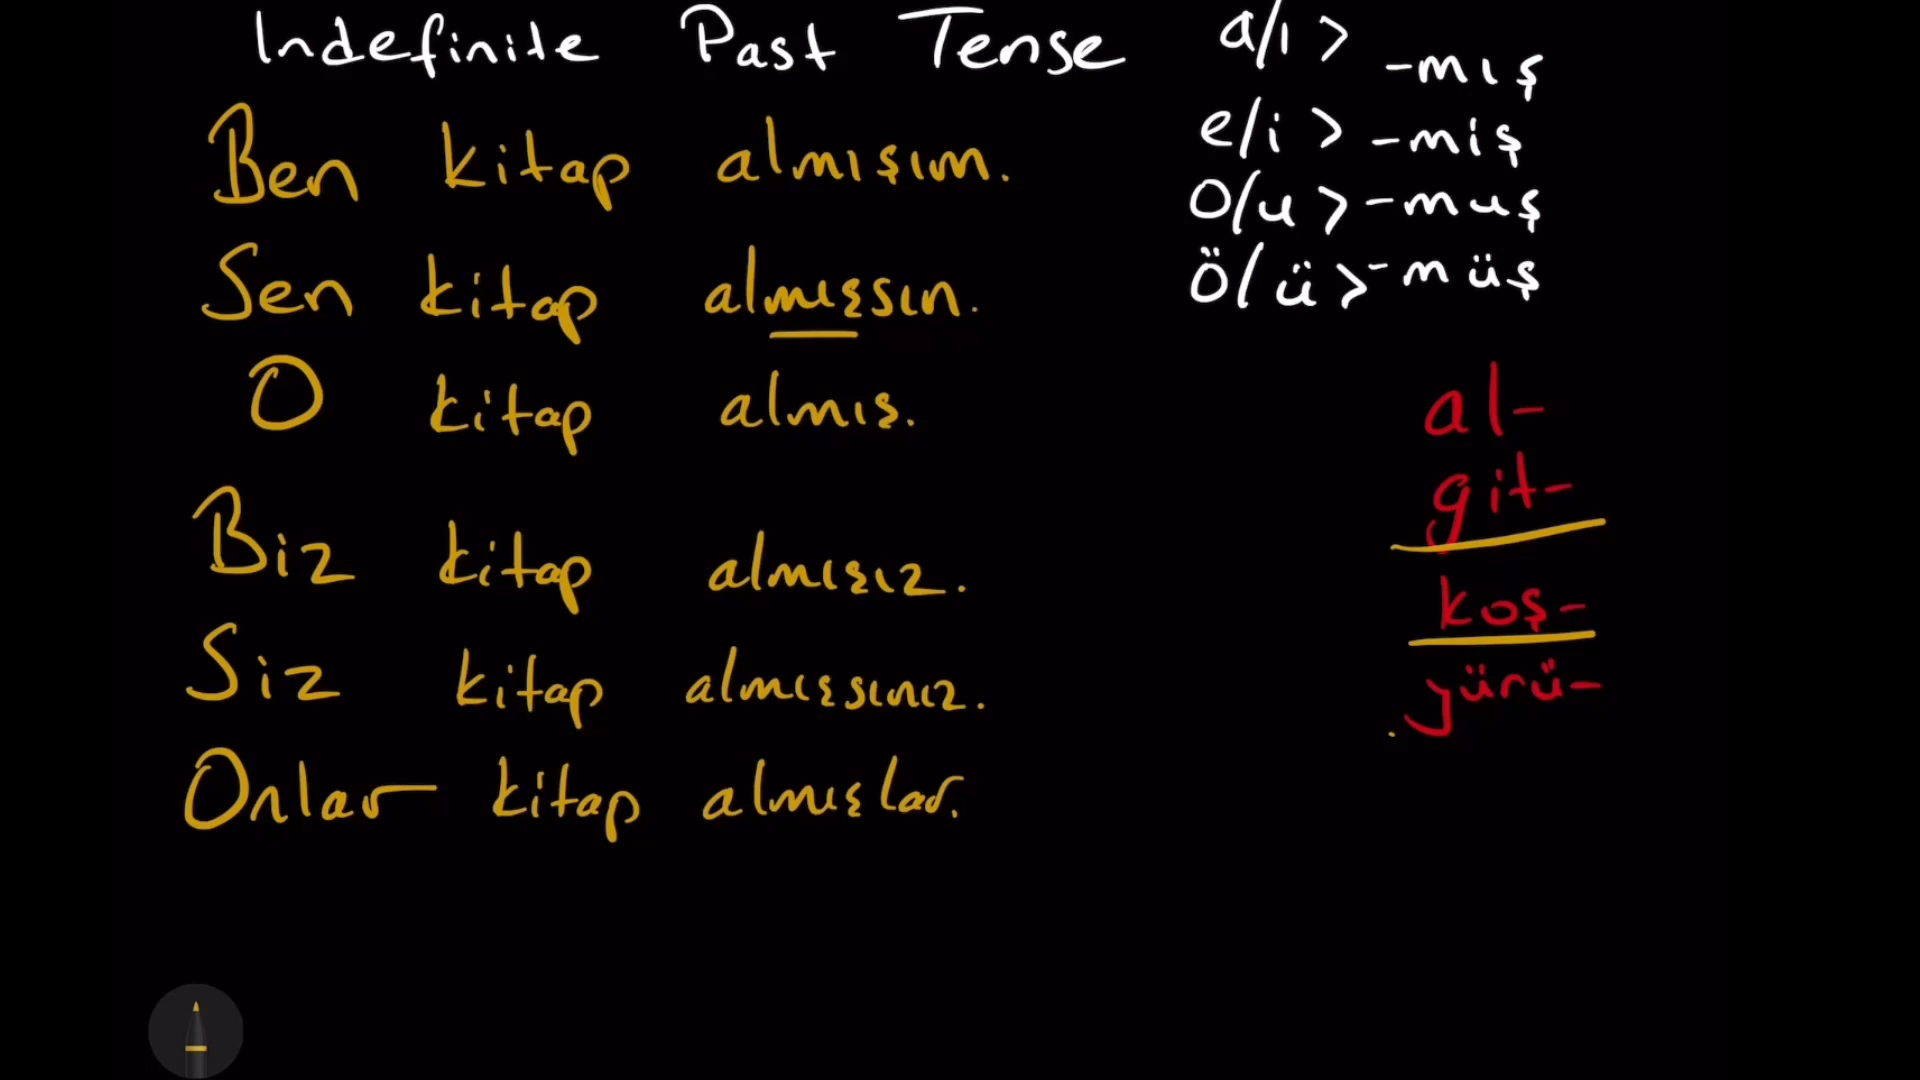 Indefinite Past Tense
Ben kitap almışım.
Sen kitap almışsın.
O kitap almış.
Biz kitap almışız.
Siz kitap almışsınız.
Onlar kitap almışlar.
a/ı > -mış
e/i > -miş
O/u > -muş
Ö/ü > -müş
al-
git-
koş-
yürü-